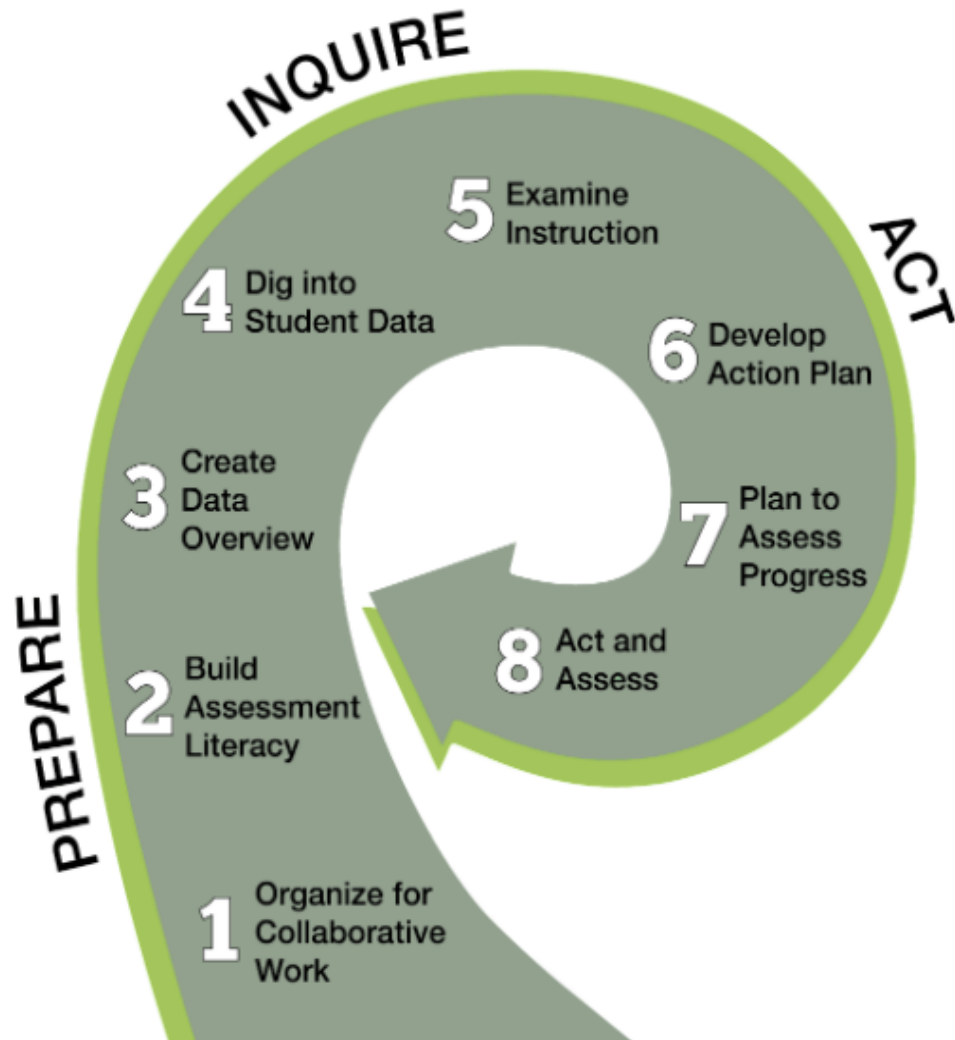 PREPARE
1
Organize for
Collaborative
Work
2
Build
Assessment
Literacy
INQUIRE
3
Create
Data
Overview
4
Dig into
Student Data
5
Examine
Instruction
ACT
6
Develop
Action Plan
7
Plan to
Assess
Progress
8
Act and
Assess